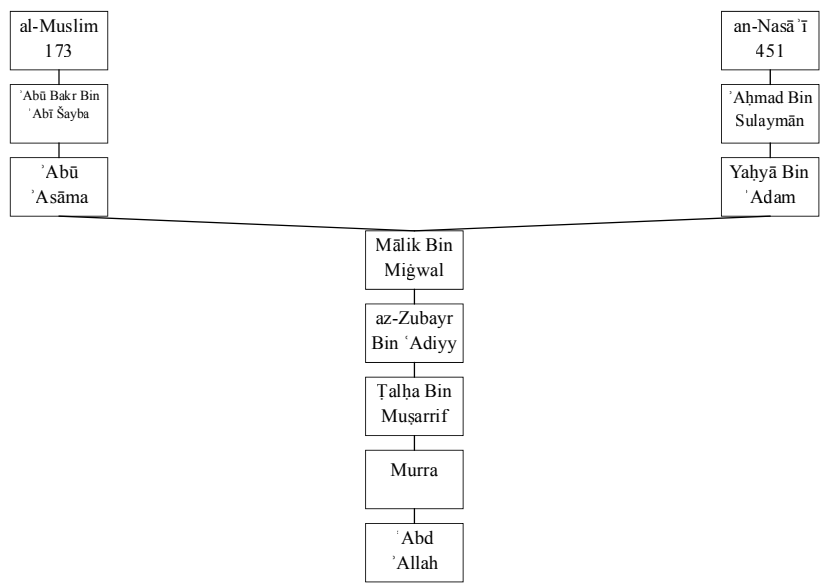 al-Muslim
173
an-Nasāʾī
451
ʾAbū Bakr Bin
ʾAbī Šayba
ʾAḥmad Bin
Sulaymān
ʾAbū
ʾAsāma
Yaḥyā Bin
ʾAdam
Mālik Bin
Miġwal
az-Zubayr
Bin ʿAdiyy
Ṭalḥa Bin
Muṣarrif
Murra
ʿAbd
ʾAllah